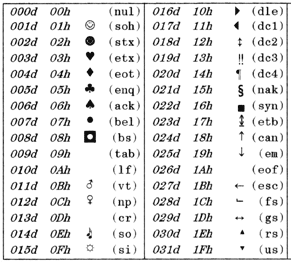 000d 00h (nul) 016d 10h ► (dle)
001d 01h ☺ (soh) 017d 11h ◄ (dc1)
002d 02h ☻ (stx) 018d 12h ↕ (dc2)
003d 03h ♥ (etx) 019d 13h ‼ (dc3)
004d 04h ♦ (eot) 020d 14h ¶ (dc4)
005d 05h ♣ (enq) 021d 15h § (nak)
006d 06h ♠ (ack) 022d 16h ■ (syn)
007d 07h • (bel) 023d 17h ↨ (etb)
008d 08h ◘ (bs) 024d 18h ↑ (can)
009d 09h (tab) 025d 19h ↓ (em)
010d 0Ah (lf) 026d 1Ah (eof)
011d 0Bh ♂ (vt) 027d 1Bh ← (esc)
012d 0Ch ♀ (np) 028d 1Ch ∟ (fs)
013d 0Dh (cr) 029d 1Dh ↔ (gs)
014d 0Eh ♪ (so) 030d 1Eh ▲ (rs)
015d 0Fh ☼ (si) 031d 1Fh ▼ (us)